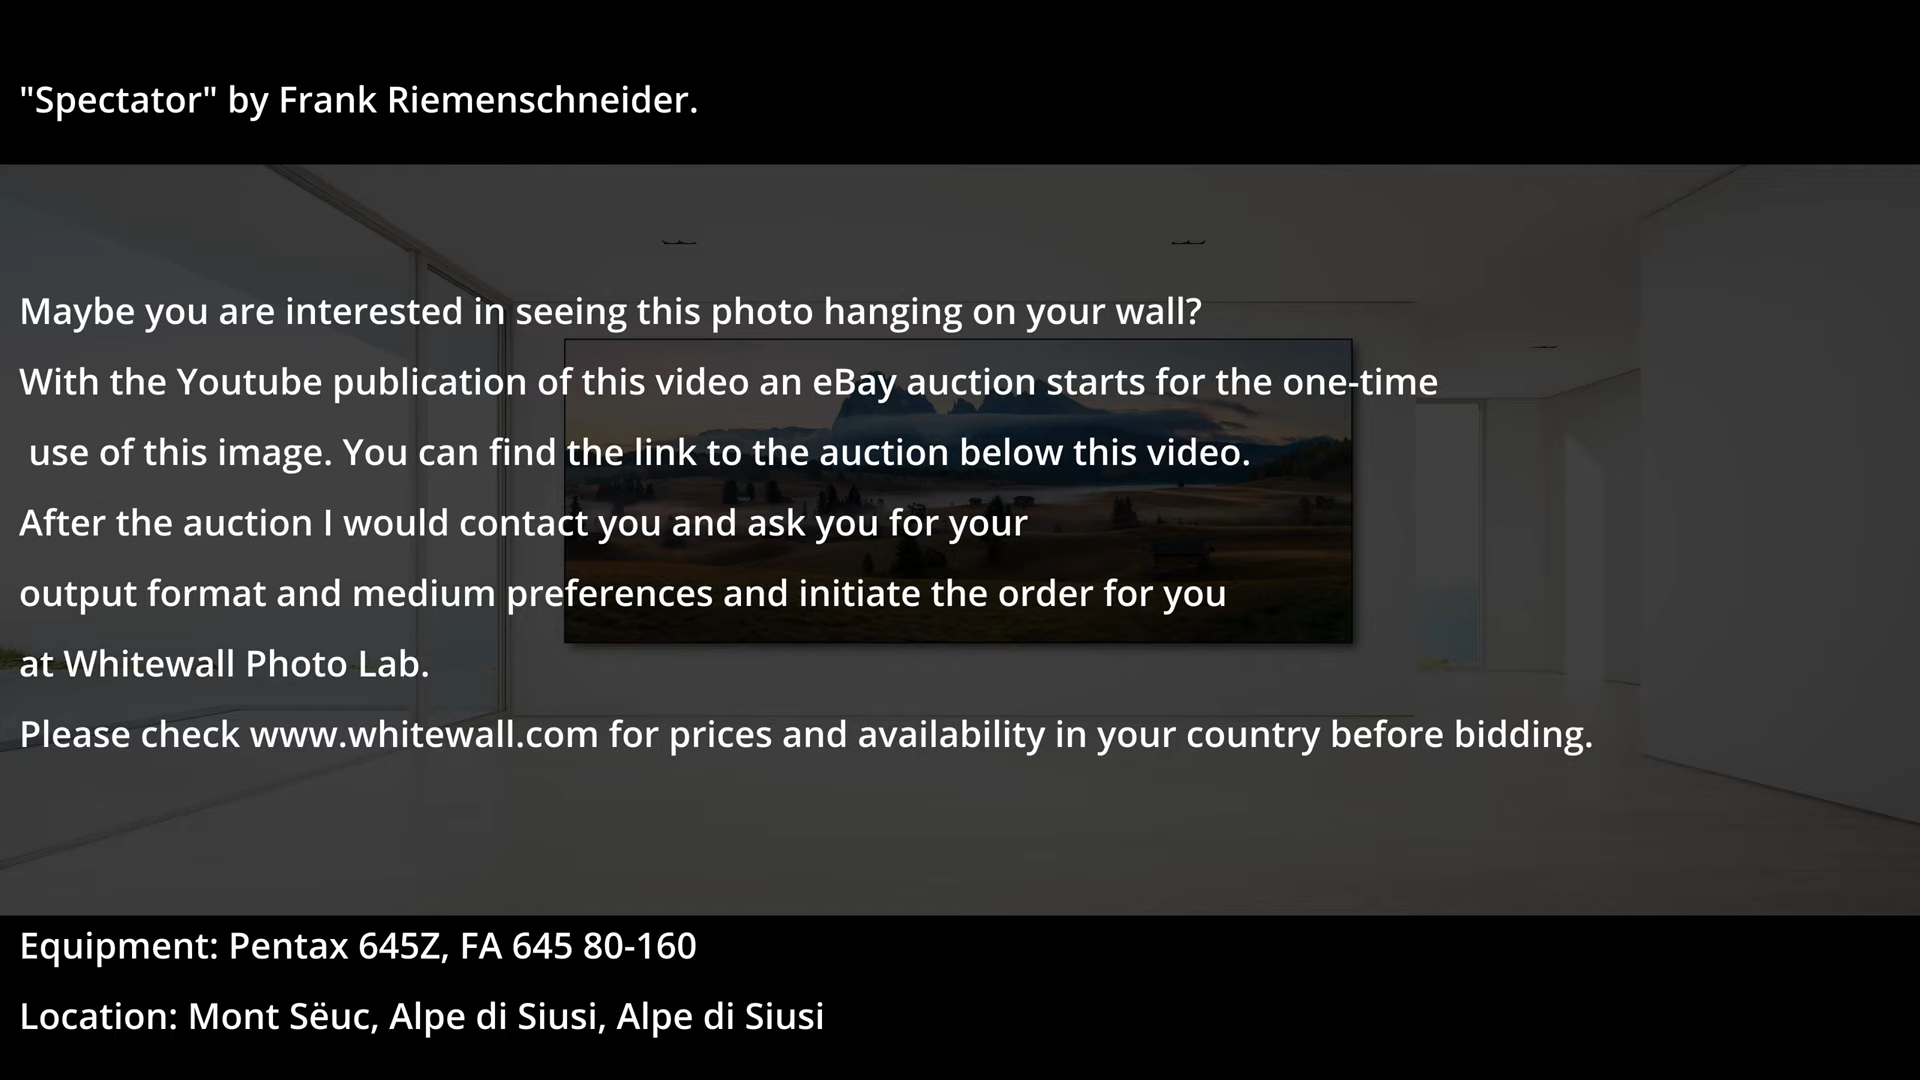 "Spectator" by Frank Riemenschneider.
Maybe you are interested in seeing this photo hanging on your wall?
With the Youtube publication of this video an eBay auction starts for the one-time
use of this image. You can find the link to the auction below this video.
After the auction I would contact you and ask you for your
output format and medium preferences and initiate the order for you
at Whitewall Photo Lab.
Please check www.whitewall.com for prices and availability in your country before bidding.
Equipment: Pentax 645Z, FA 645 80-160
Location: Mont Sëuc, Alpe di Siusi, Alpe di Siusi